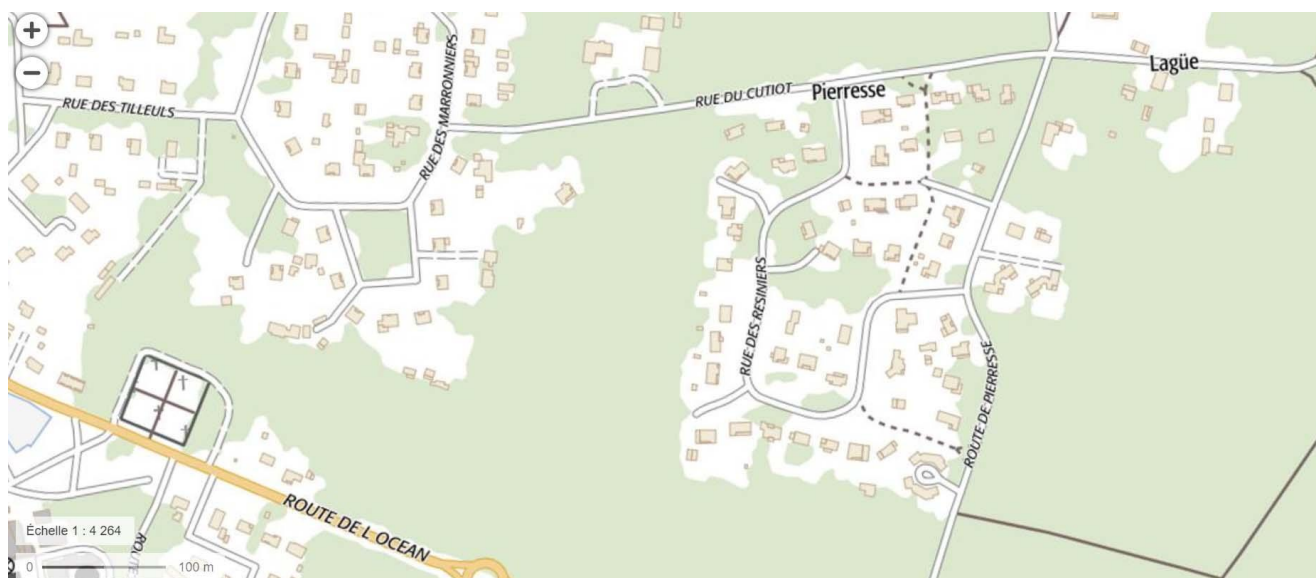 +
Lagüe
−
RUE DES MARRONNIERS
RUE DU CUTIOT
Pierresse
RUE DES TILLEULS
RUE DES RESINIERS
ROUTE DE PIERRESSE
ROUTE DE L OCEAN
Échelle 1 : 4 264
ROUTE
0
100 m